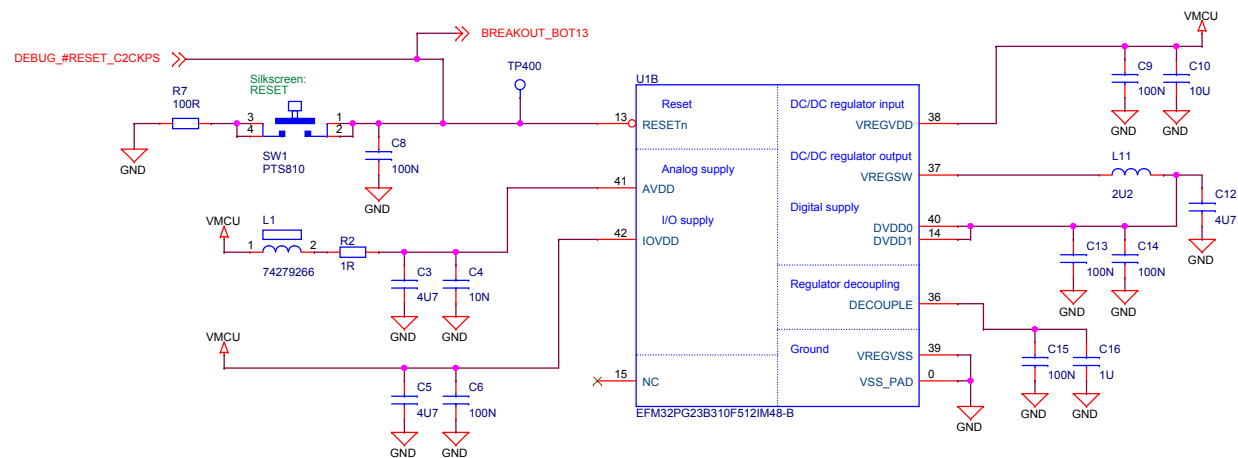 VMCU
BREAKOUT_BOT13
DEBUG_#RESET_C2CKPS
C9
100N
C10
10U
GND
GND
TP400
Silkscreen:
RESET
R7
100R
3
4
1
2
SW1
PTS810
GND
C8
100N
GND
U1B
Reset
DC/DC regulator input
13
RESETn
VREGVDD
38
Analog supply
DC/DC regulator output
41
AVDD
VREGSW
37
L11
2U2
C12
4U7
GND
I/O supply
Digital supply
42
IOVDD
DVDD0
40
DVDD1
14
C13
100N
C14
100N
GND
GND
VMCU
L1
1
2
74279266
R2
1R
C3
4U7
C4
10N
GND
GND
Regulator decoupling
DECOUPLE
36
C15
100N
C16
1U
GND
GND
VMCU
C5
4U7
C6
100N
GND
GND
Ground
VREGVSS
39
15
NC
VSS_PAD
0
GND
EFM32PG23B310F512IM48-B